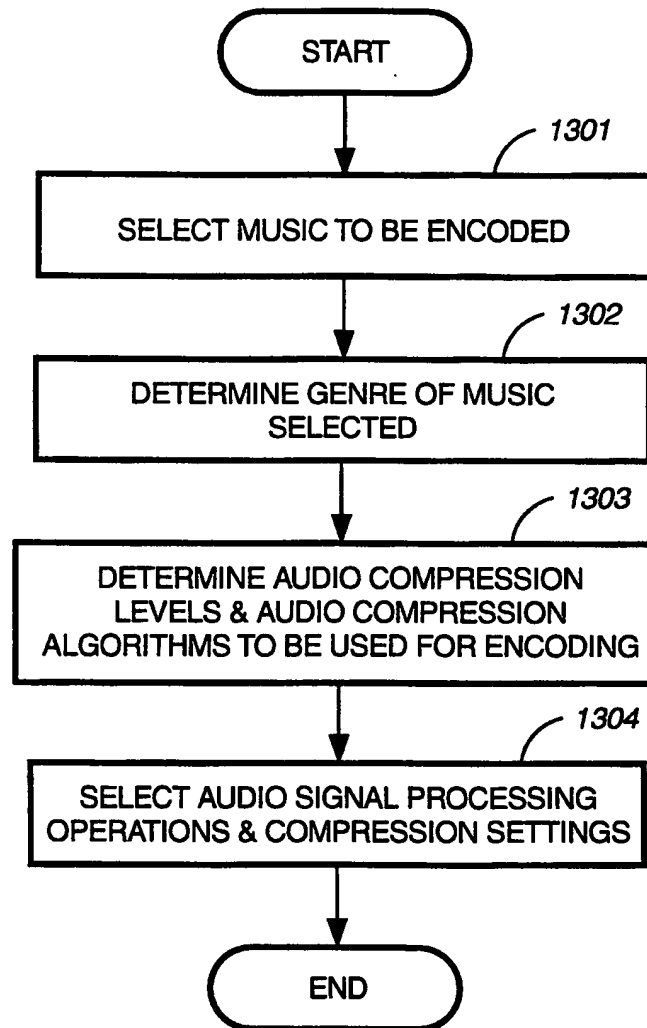 START
1301
SELECT MUSIC TO BE ENCODED
1302
DETERMINE GENRE OF MUSIC
SELECTED
1303
DETERMINE AUDIO COMPRESSION
LEVELS & AUDIO COMPRESSION
ALGORITHMS TO BE USED FOR ENCODING
1304
SELECT AUDIO SIGNAL PROCESSING
OPERATIONS & COMPRESSION SETTINGS
END